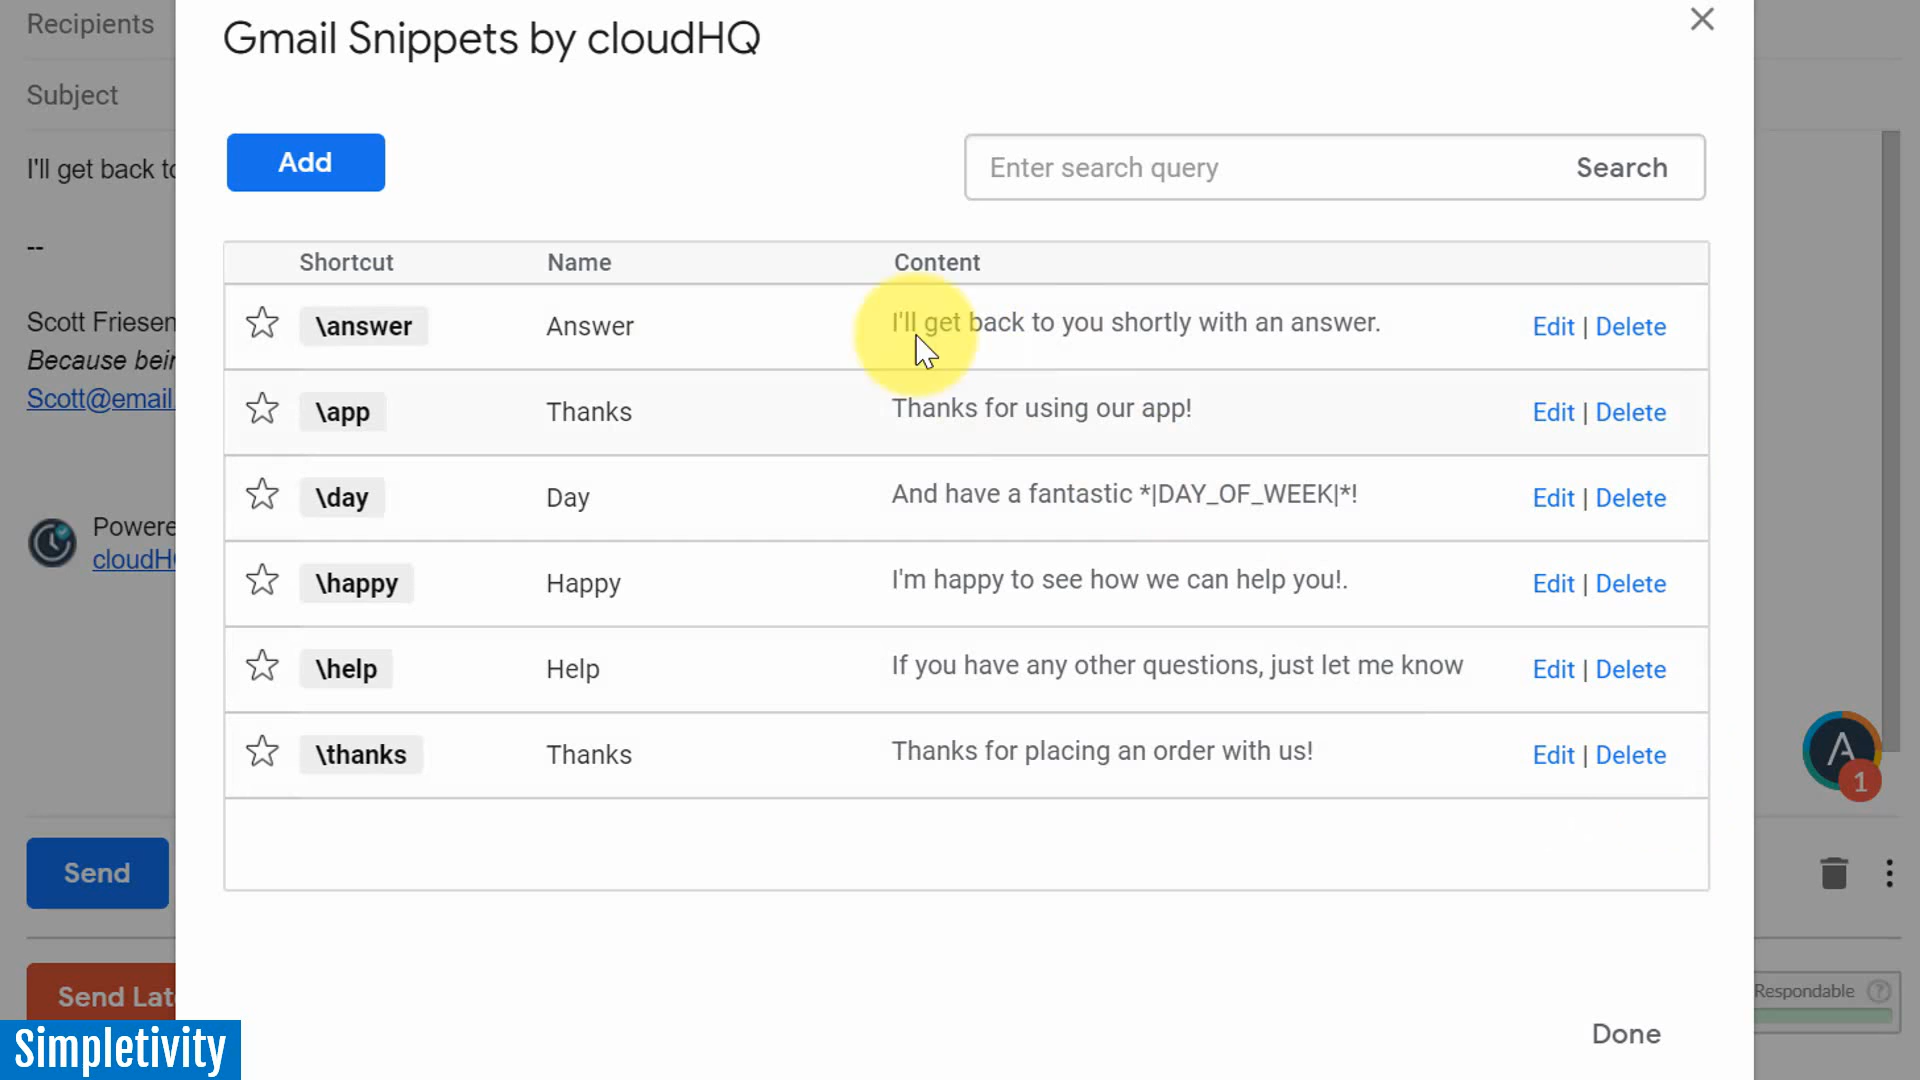 Recipients
Subject
I'll get back to
--
Scott Friesen
Because bein
Scott@email.
Powere
cloudH
Send
Send Lat
Simpletivity
Gmail Snippets by cloudHQ
Add
Enter search query Search
Shortcut Name Content
\answer Answer I'll get back to you shortly with an answer. Edit | Delete
\app Thanks Thanks for using our app! Edit | Delete
\day Day And have a fantastic *|DAY_OF_WEEK|*! Edit | Delete
\happy Happy I'm happy to see how we can help you!. Edit | Delete
\help Help If you have any other questions, just let me know Edit | Delete
\thanks Thanks Thanks for placing an order with us! Edit | Delete
Done
A
1
Respondable ?